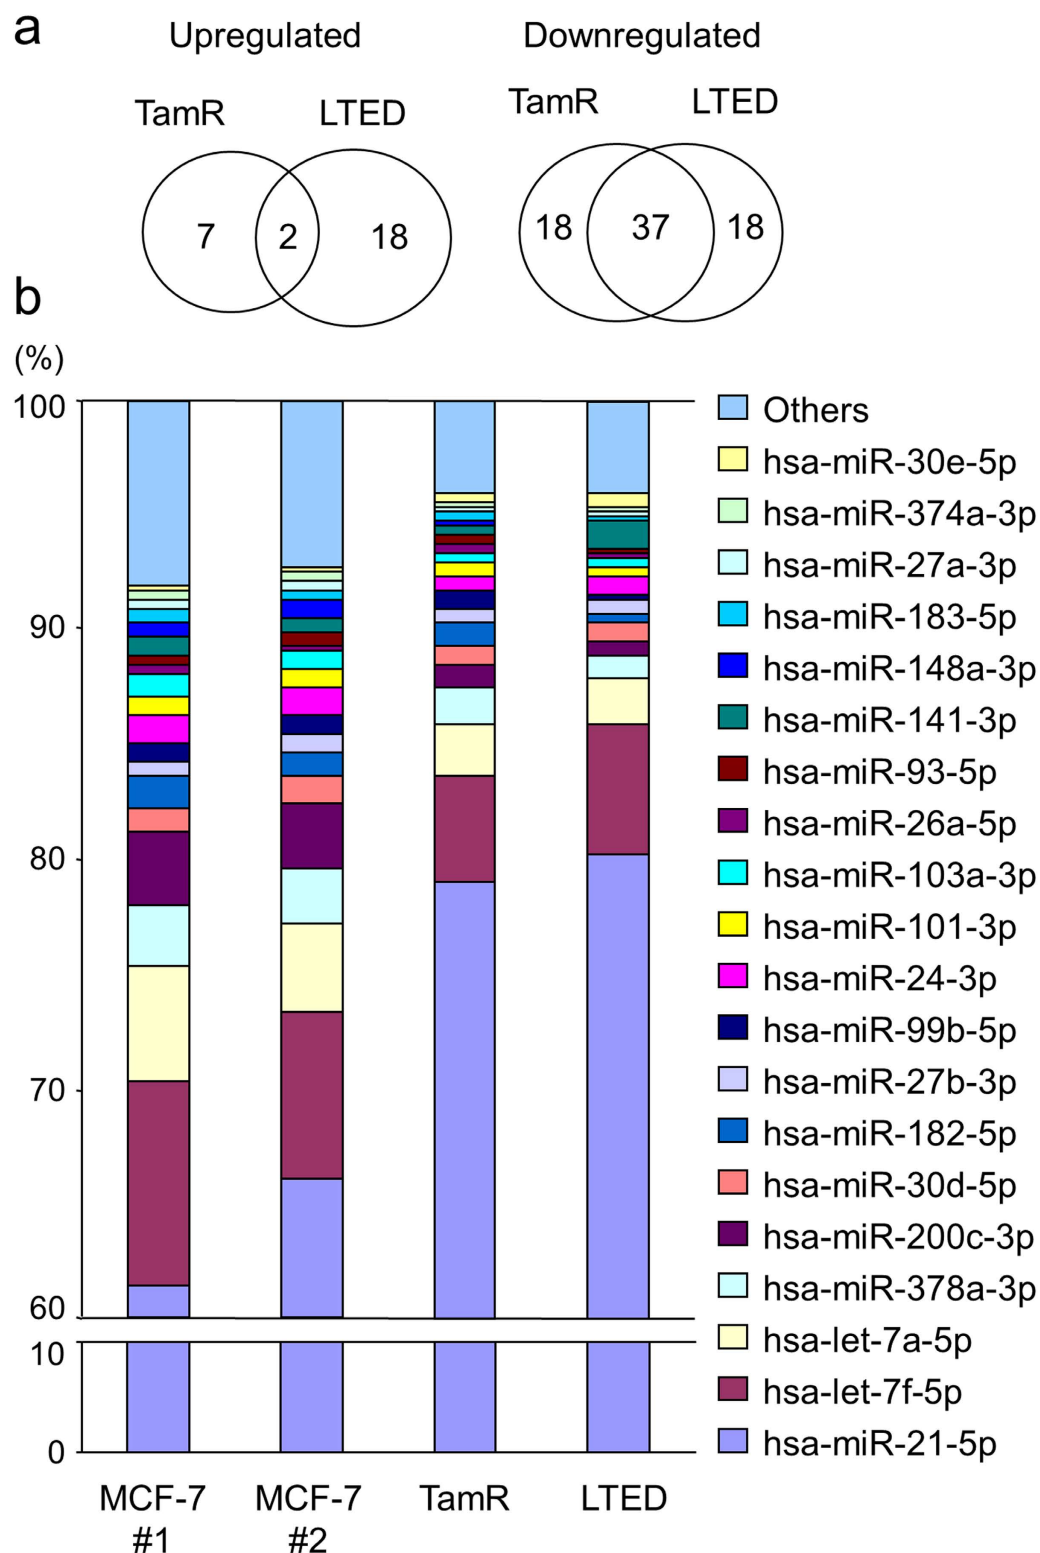 a
Upregulated
Downregulated
TamR
LTED
TamR
LTED
7
2
18
18
37
18
b
(%)
100
90
80
70
60
10
0
Others
hsa-miR-30e-5p
hsa-miR-374a-3p
hsa-miR-27a-3p
hsa-miR-183-5p
hsa-miR-148a-3p
hsa-miR-141-3p
hsa-miR-93-5p
hsa-miR-26a-5p
hsa-miR-103a-3p
hsa-miR-101-3p
hsa-miR-24-3p
hsa-miR-99b-5p
hsa-miR-27b-3p
hsa-miR-182-5p
hsa-miR-30d-5p
hsa-miR-200c-3p
hsa-miR-378a-3p
hsa-let-7a-5p
hsa-let-7f-5p
hsa-miR-21-5p
MCF-7
#1
MCF-7
#2
TamR
LTED